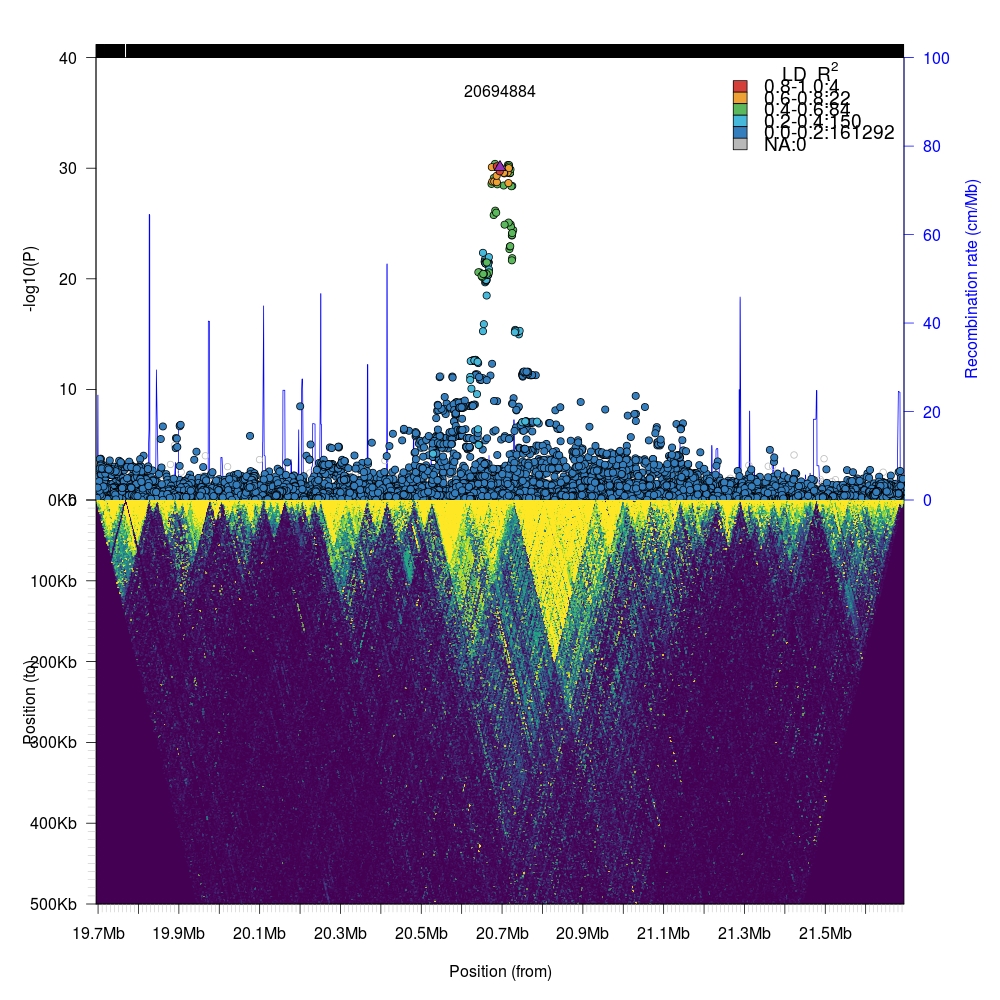 40
30
20
10
0
-log10(P)
100
80
60
40
20
0
Recombination rate (cm/Mb)
20694884
LD R2
0.8-1.0:4
0.6-0.8:22
0.4-0.6:84
0.2-0.4:150
0.0-0.2:161292
NA:0
0Kb
100Kb
200Kb
300Kb
400Kb
500Kb
Position (to)
19.7Mb 19.9Mb 20.1Mb 20.3Mb 20.5Mb 20.7Mb 20.9Mb 21.1Mb 21.3Mb 21.5Mb
Position (from)